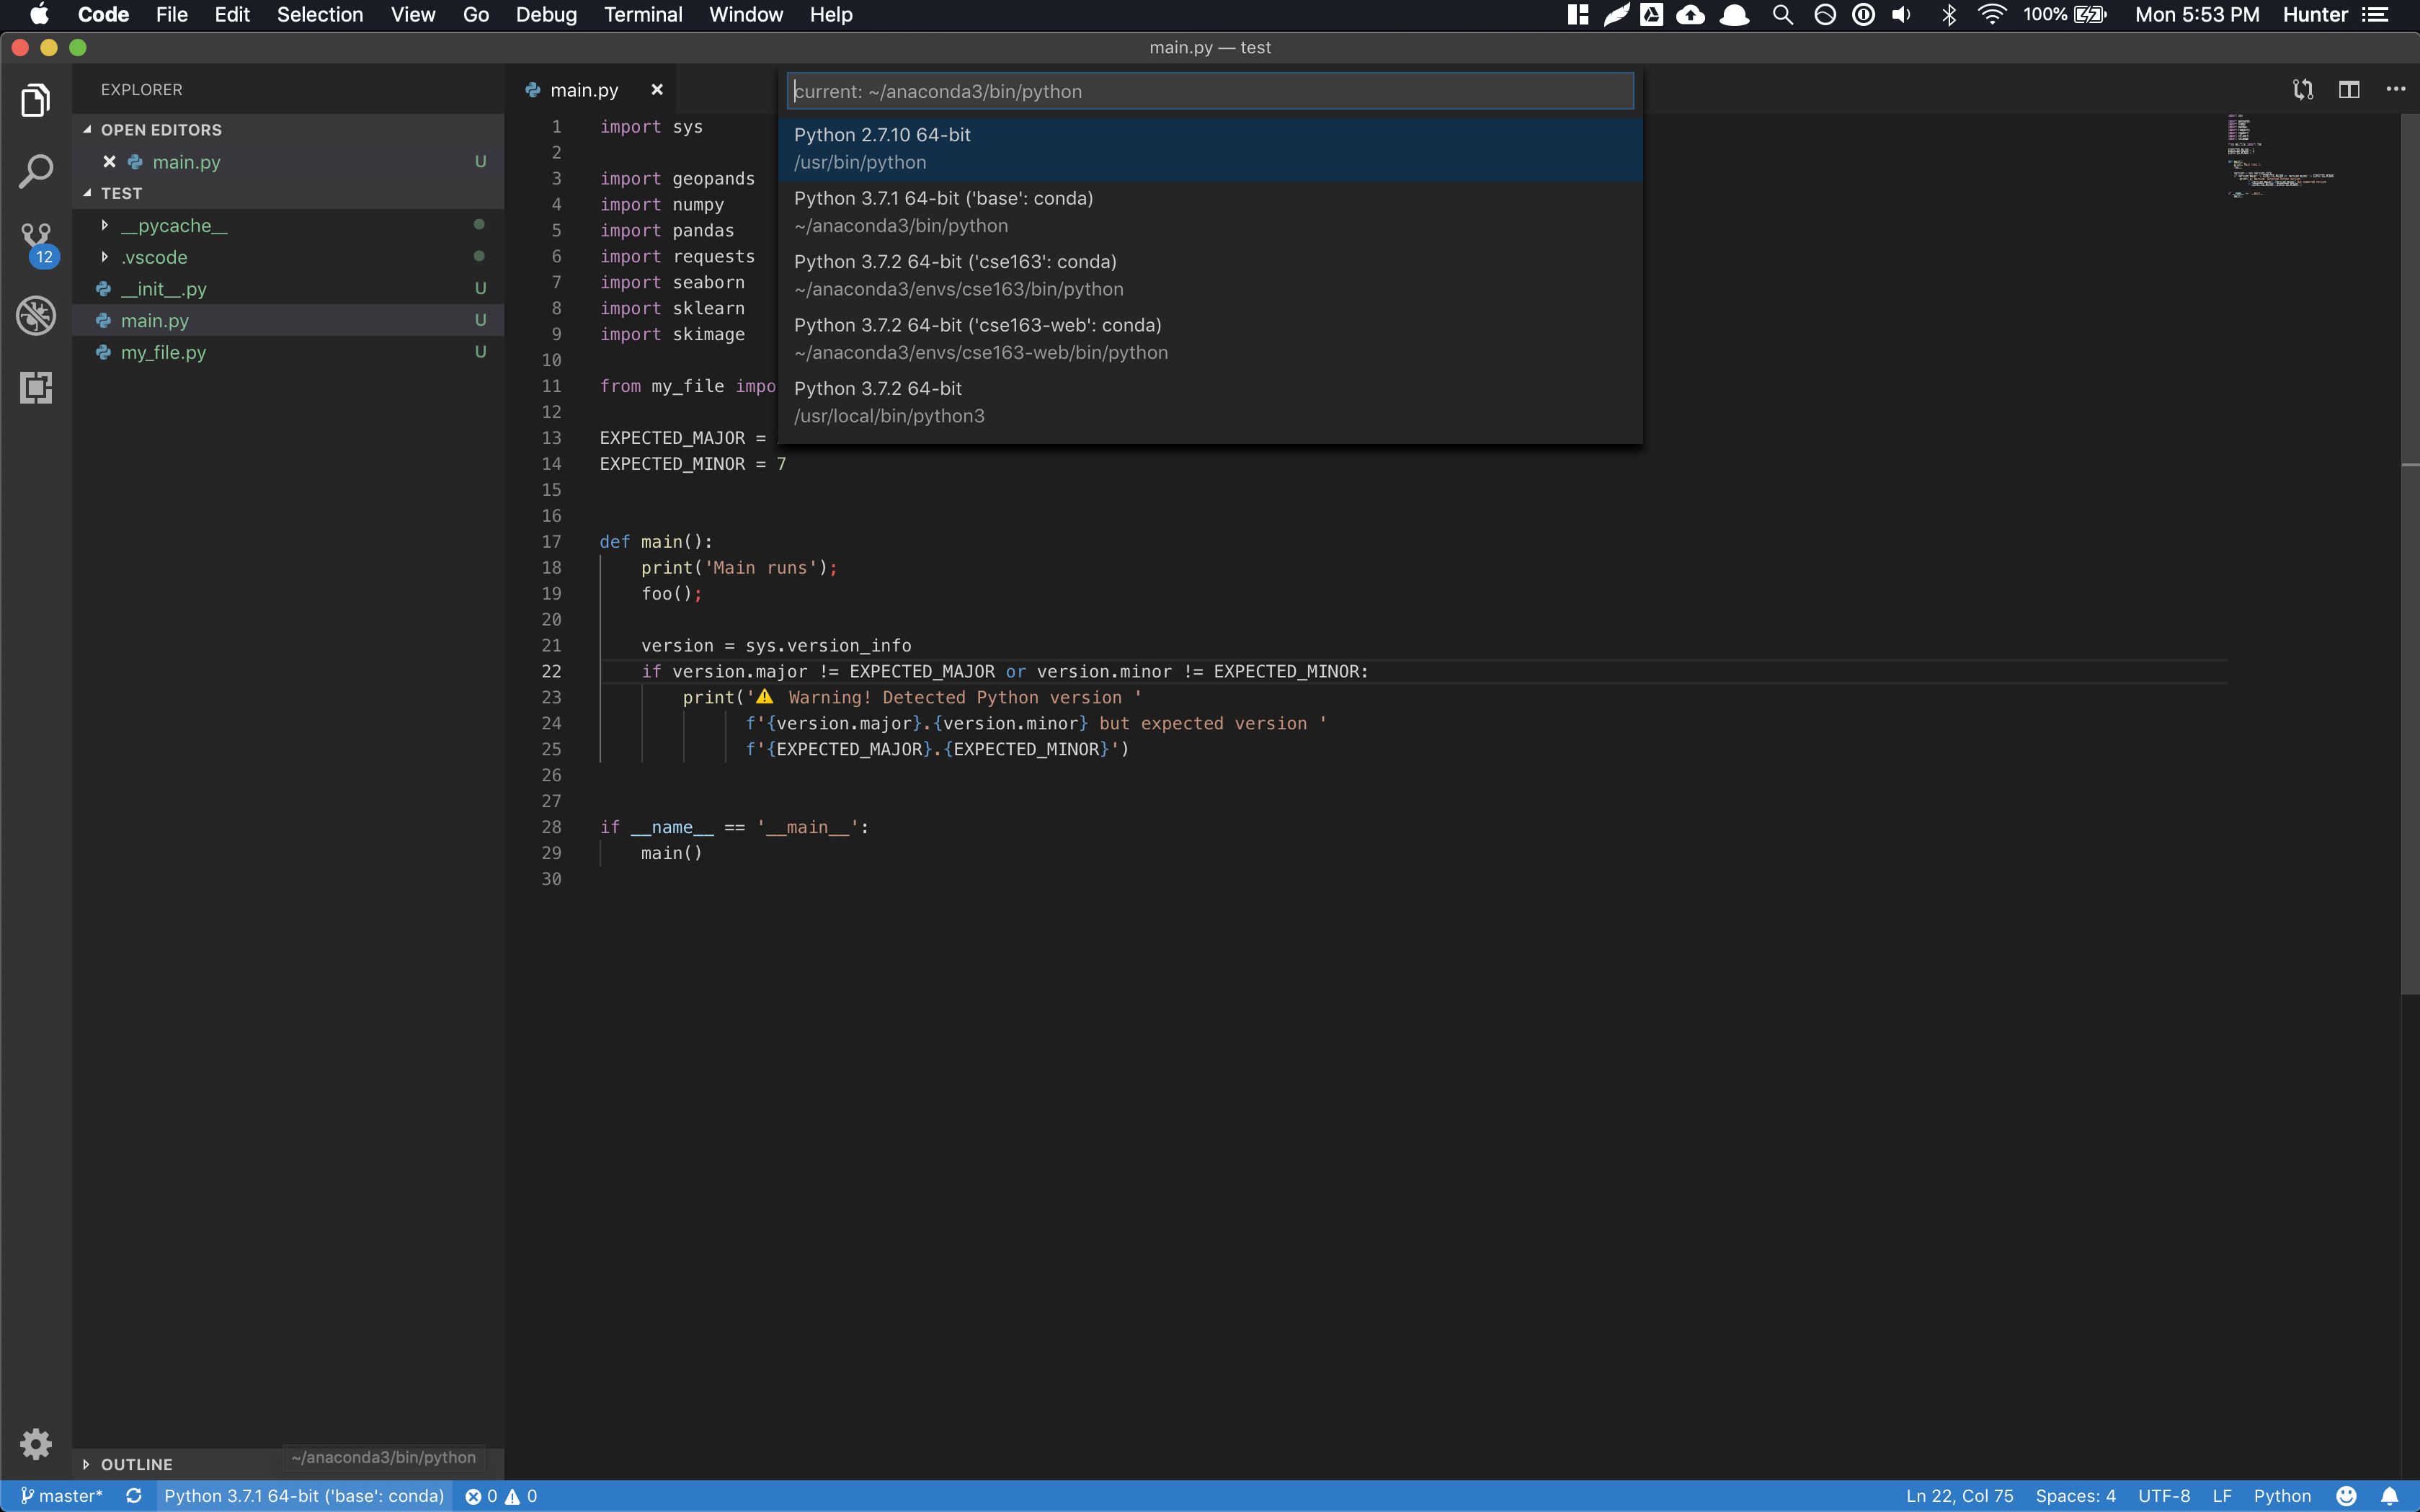 Code File Edit Selection View Go Debug Terminal Window Help
100% Mon 5:53 PM Hunter
main.py — test
EXPLORER
OPEN EDITORS
main.py U
TEST
__pycache__
.vscode
__init__.py U
main.py U
my_file.py U
12
OUTLINE
~/anaconda3/bin/python
main.py
current: ~/anaconda3/bin/python
Python 2.7.10 64-bit
/usr/bin/python
Python 3.7.1 64-bit ('base': conda)
~/anaconda3/bin/python
Python 3.7.2 64-bit ('cse163': conda)
~/anaconda3/envs/cse163/bin/python
Python 3.7.2 64-bit ('cse163-web': conda)
~/anaconda3/envs/cse163-web/bin/python
Python 3.7.2 64-bit
/usr/local/bin/python3
1 import sys
2
3 import geopands
4 import numpy
5 import pandas
6 import requests
7 import seaborn
8 import sklearn
9 import skimage
10
11 from my_file impo
12
13 EXPECTED_MAJOR =
14 EXPECTED_MINOR = 7
15
16
17 def main():
18 print('Main runs');
19 foo();
20
21 version = sys.version_info
22 if version.major != EXPECTED_MAJOR or version.minor != EXPECTED_MINOR:
23 print('⚠️ Warning! Detected Python version '
24 f'{version.major}.{version.minor} but expected version '
25 f'{EXPECTED_MAJOR}.{EXPECTED_MINOR}')
26
27
28 if __name__ == '__main__':
29 main()
30
master* Python 3.7.1 64-bit ('base': conda) 0 0 Ln 22, Col 75 Spaces: 4 UTF-8 LF Python